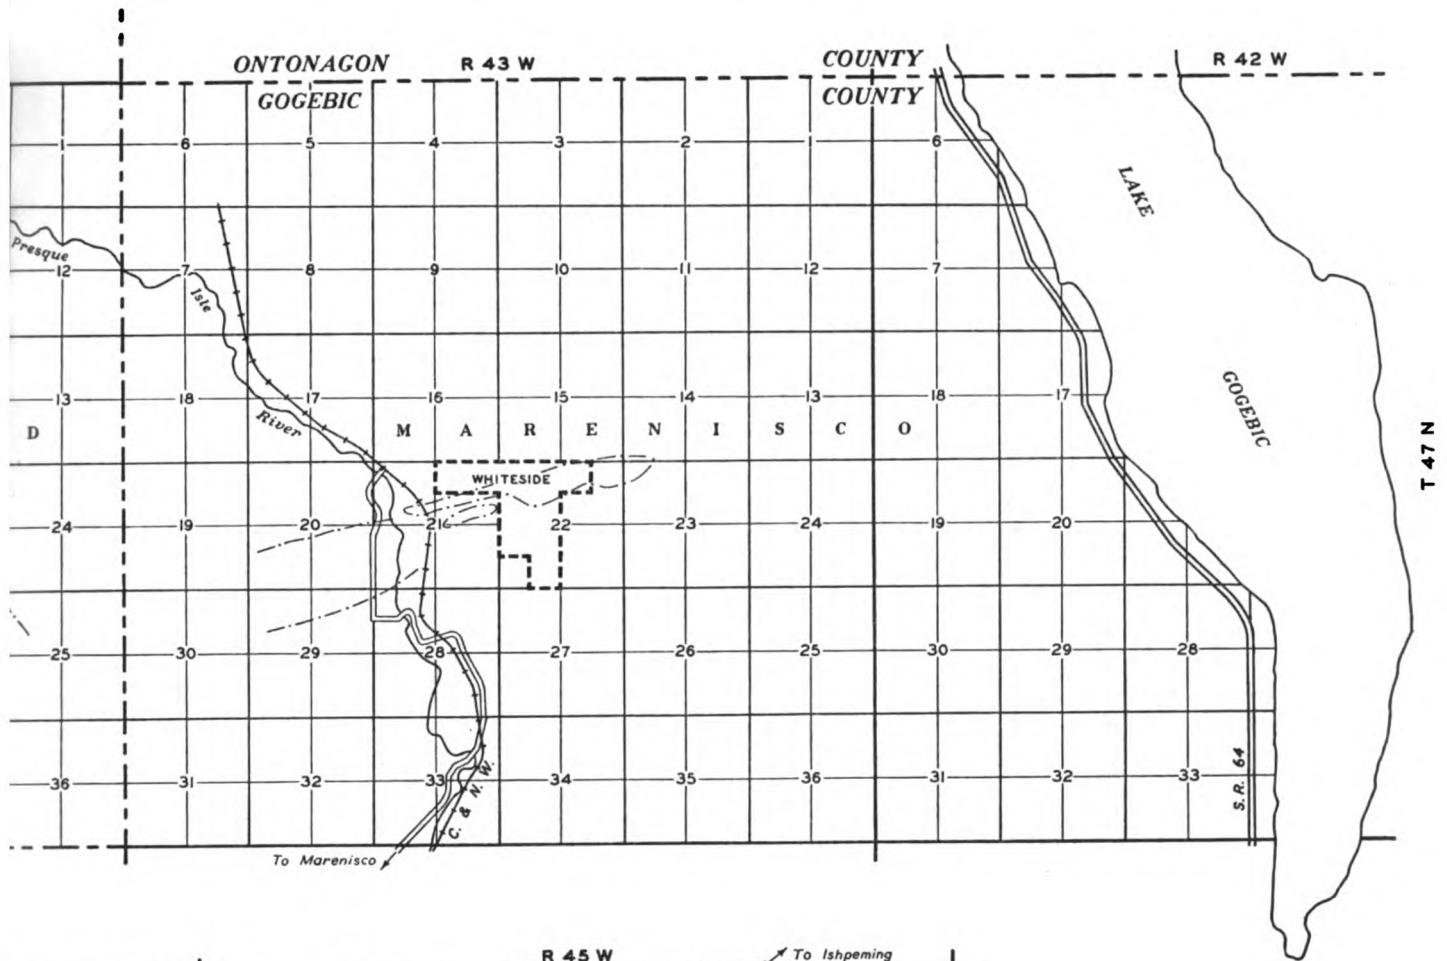 ONTONAGON R 43 W COUNTY R 42 W
GOGEBIC COUNTY
1 6 5 4 3 2 1 6
LAKE
Presque
12 7 8 9 10 11 12 7
Isle
13 18 17 16 15 14 13 18 17
GOGEBIC
River
D M A R E N I S C O
T 47 N
WHITESIDE
24 19 20 21 22 23 24 19 20
25 30 29 28 27 26 25 30 29 28
36 31 32 33 34 35 36 31 32 33
C. & N. W.
S.R. 64
To Marenisco
R 45 W To Ishpeming